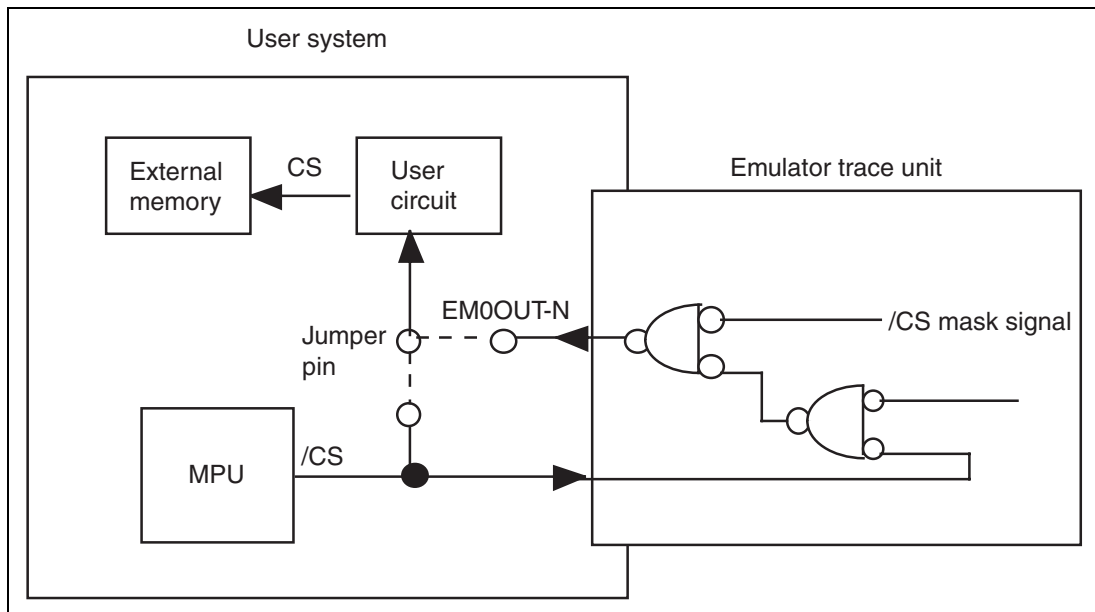 User system
External
memory
CS
User
circuit
Emulator trace unit
EM0OUT-N
/CS mask signal
Jumper
pin
MPU
/CS